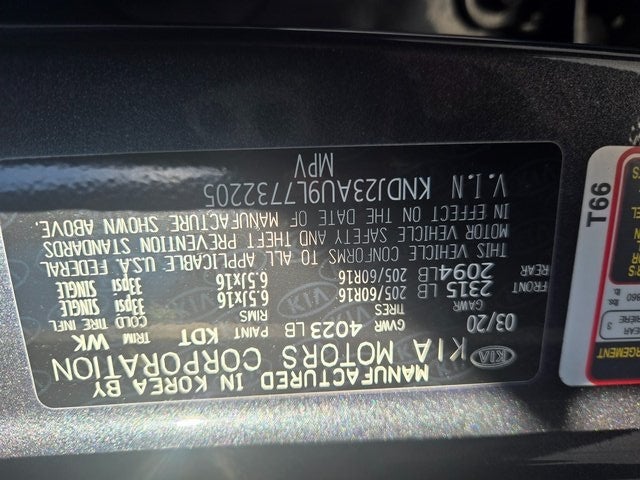 MANUFACTURED IN KOREA BY
KIA KIA MOTORS CORPORATION
03/20 GVWR 4023 LB PAINT KDT TRIM WK
GAWR TIRES RIMS COLD TIRE INFL
FRONT 2315 LB 205/60R16 6.5Jx16 33psi SINGLE
REAR 2094 LB 205/60R16 6.5Jx16 33psi SINGLE
THIS VEHICLE CONFORMS TO ALL APPLICABLE U.S.A. FEDERAL
MOTOR VEHICLE SAFETY AND THEFT PREVENTION STANDARDS
IN EFFECT ON THE DATE OF MANUFACTURE SHOWN ABOVE.
V.I.N KNDJ23AU9L7732205
MPV
T66